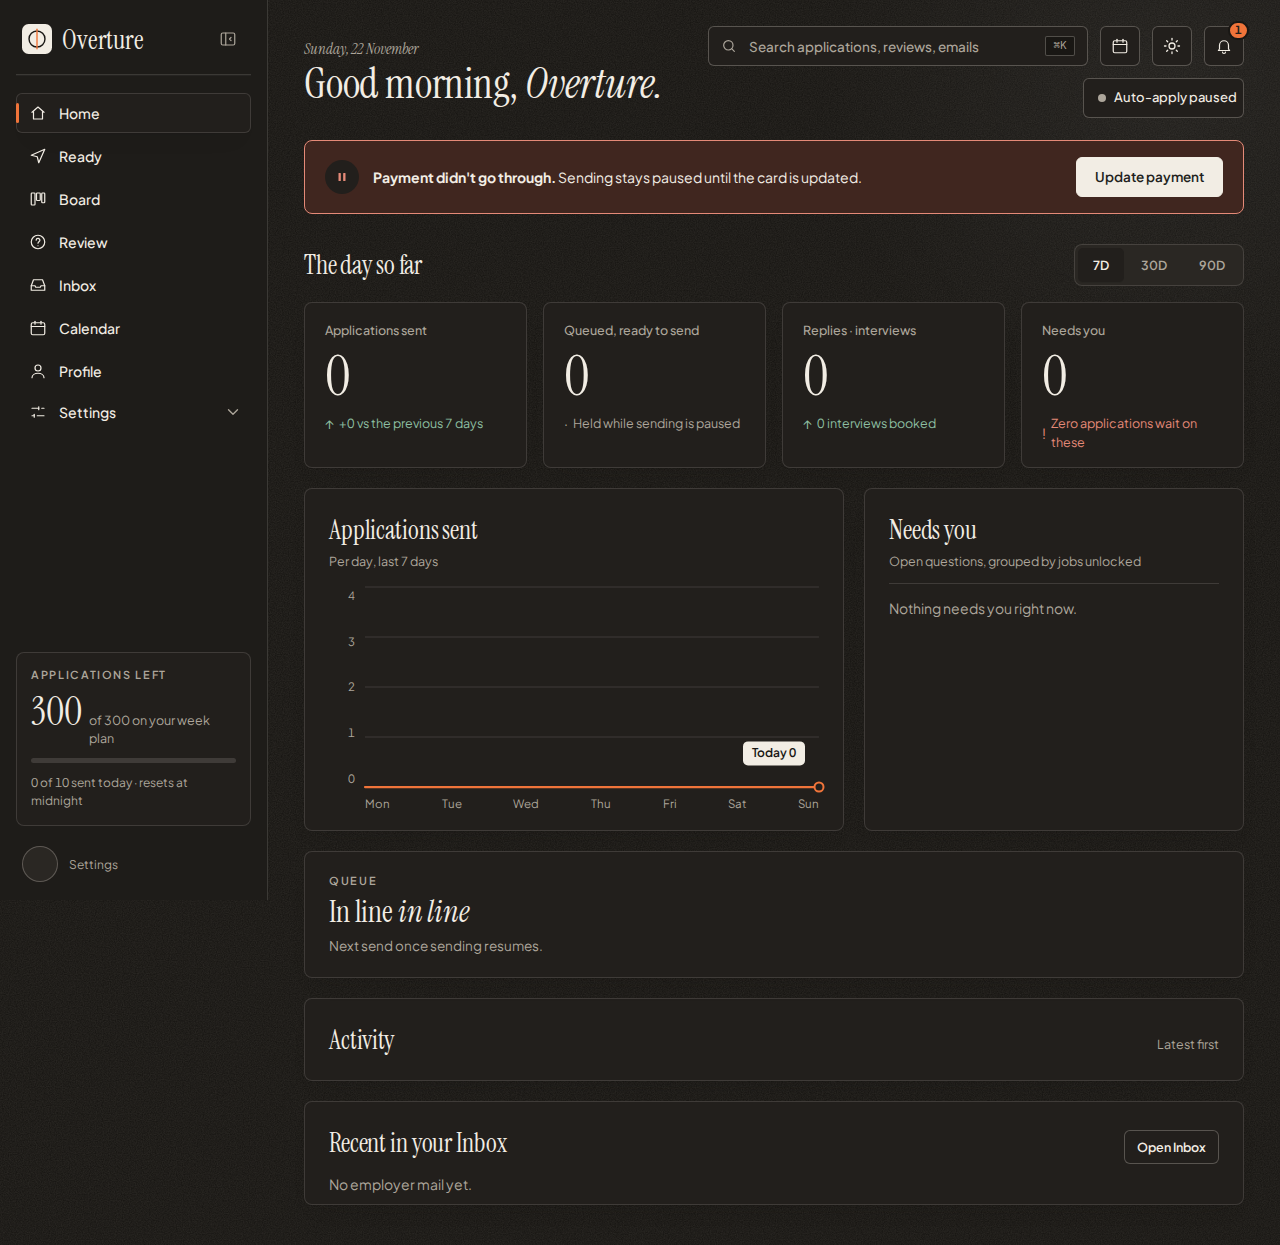 Overture
Home
Ready
Board
Review
Inbox
Calendar
Profile
Settings
APPLICATIONS LEFT
300 of 300 on your week
plan
0 of 10 sent today · resets at
midnight
Settings
Sunday, 22 November
Good morning, Overture.
Search applications, reviews, emails ⌘K
1
Auto-apply paused
Payment didn't go through. Sending stays paused until the card is updated.
Update payment
The day so far
7D 30D 90D
Applications sent
0
↑ +0 vs the previous 7 days
Queued, ready to send
0
· Held while sending is paused
Replies · interviews
0
↑ 0 interviews booked
Needs you
0
! Zero applications wait on
these
Applications sent
Per day, last 7 days
4
3
2
1
0
Today 0
Mon Tue Wed Thu Fri Sat Sun
Needs you
Open questions, grouped by jobs unlocked
Nothing needs you right now.
QUEUE
In line in line
Next send once sending resumes.
Activity
Latest first
Recent in your Inbox
Open Inbox
No employer mail yet.